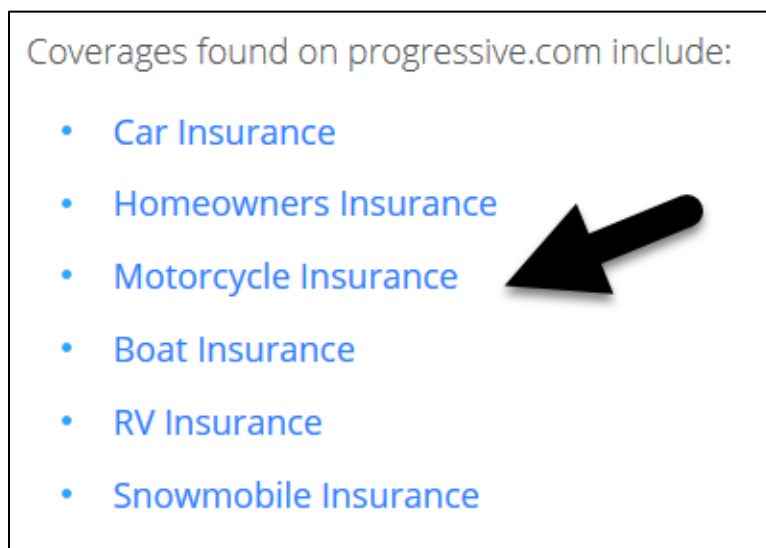 Coverages found on progressive.com include:
• Car Insurance
• Homeowners Insurance
• Motorcycle Insurance
• Boat Insurance
• RV Insurance
• Snowmobile Insurance